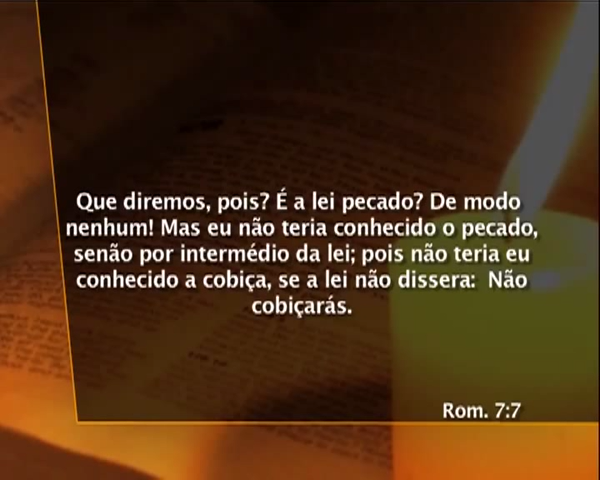 Que diremos, pois? É a lei pecado? De modo
nenhum! Mas eu não teria conhecido o pecado,
senão por intermédio da lei; pois não teria eu
conhecido a cobiça, se a lei não dissera:  Não
cobiçarás.
Rom. 7:7